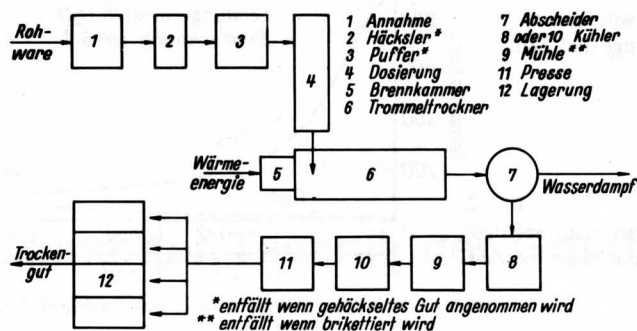 Roh-
ware
1
2
3
4
1 Annahme
2 Häcksler*
3 Puffer*
4 Dosierung
5 Brennkammer
6 Trommeltrockner
7 Abscheider
8 oder 10 Kühler
9 Mühle**
11 Presse
12 Lagerung
Wärme-
energie
5
6
7
Wasserdampf
Trocken-
gut
12
11
10
9
8
*entfällt wenn gehäckseltes Gut angenommen wird
** entfällt wenn brikettiert wird